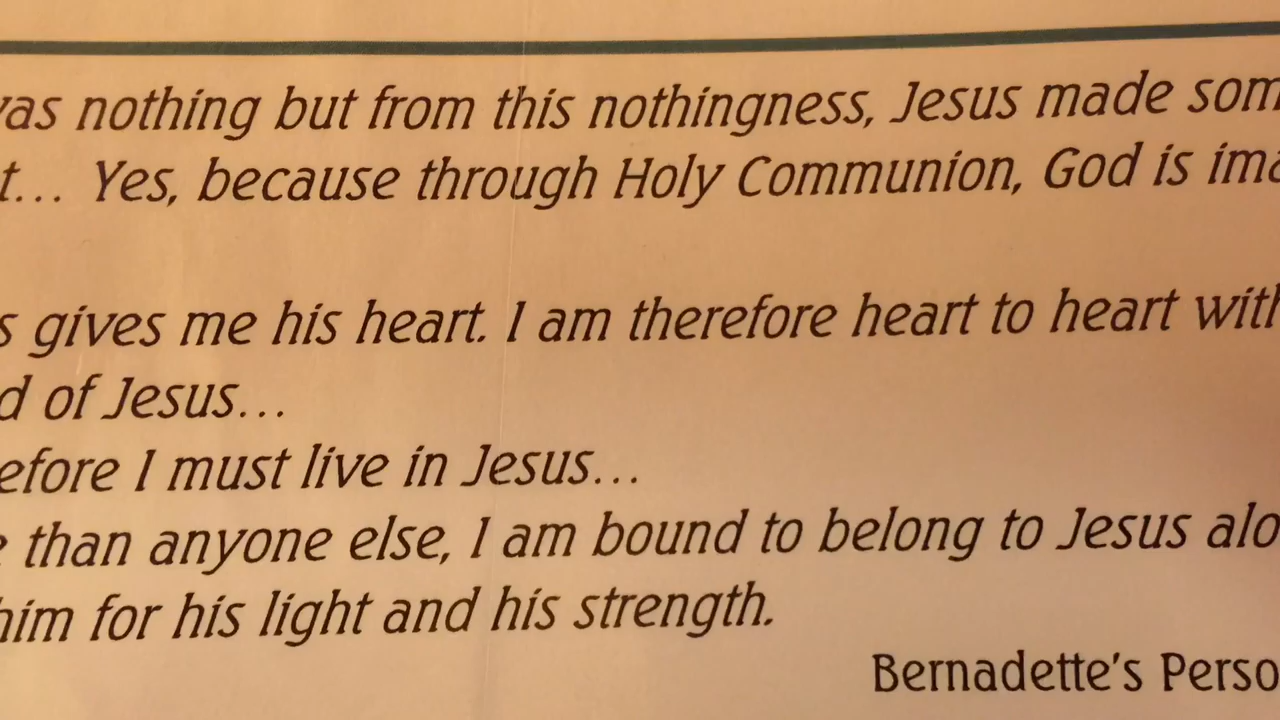 was nothing but from this nothingness, Jesus made som
t... Yes, because through Holy Communion, God is ima
s gives me his heart. I am therefore heart to heart with
d of Jesus...
efore I must live in Jesus...
e than anyone else, I am bound to belong to Jesus alo
him for his light and his strength.
Bernadette's Perso